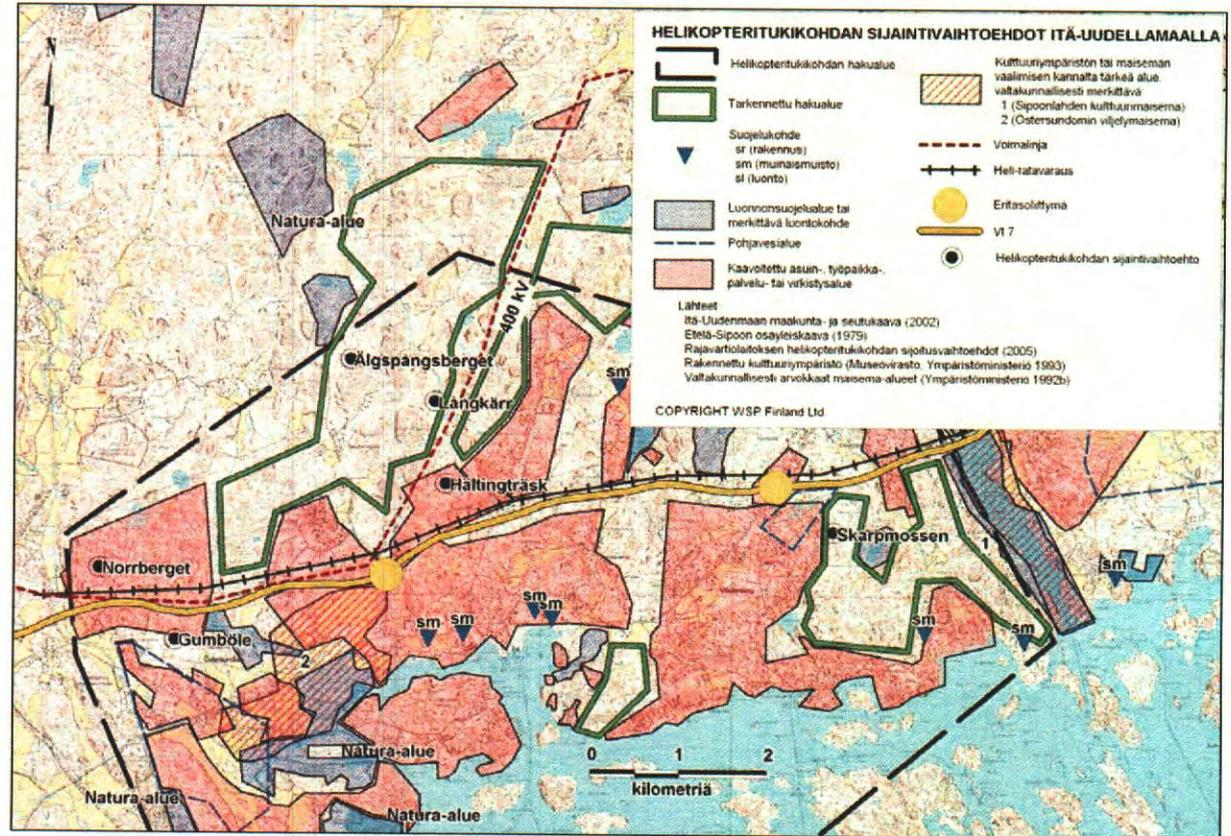 HELIKOPTERITUKIKOHDAN SIJAINTIVAIHTOEHDOT ITÄ-UUDELLAMAALLA
Helikopteritukikohdan hakualue
Tarkennettu hakualue
Suojelukohde
sr (rakennus)
sm (muinaismuisto)
sl (luonto)
Luonnonsuojelualue tai
merkittävä luontokohde
Pohjavesialue
Kaavoitettu asuin-, työpaikka-,
palvelu- tai virkistysalue
Kulttuuriympäristön tai maiseman
vaalimisen kannalta tärkeä alue,
valtakunnallisesti merkittävä
1 (Sipoonlahden kulttuurimaisema)
2 (Östersundomin viljelymaisema)
Voimalinja
Heli-ratavaraus
Eritasoliittymä
Vt 7
Helikopteritukikohdan sijaintivaihtoehto
Lähteet
Itä-Uudenmaan maakunta- ja seutukaava (2002)
Etelä-Sipoon osayleiskaava (1979)
Rajavartiolaitoksen helikopteritukikohdan sijoitusvaihtoehdot (2005)
Rakennettu kulttuuriympäristö (Museovirasto, Ympäristöministeriö 1993)
Valtakunnallisesti arvokkaat maisema-alueet (Ympäristöministeriö 1992b)
COPYRIGHT WSP Finland Ltd
N
Natura-alue
400 kV
Älgspångsberget
Långkärr
sm
Hältingträsk
Skarpmossen
1
sm
Norrberget
sm
sm
sm
sm
sm
sm
Gumböle
2
Natura-alue
Natura-alue
Natura-alue
0 1 2
kilometriä